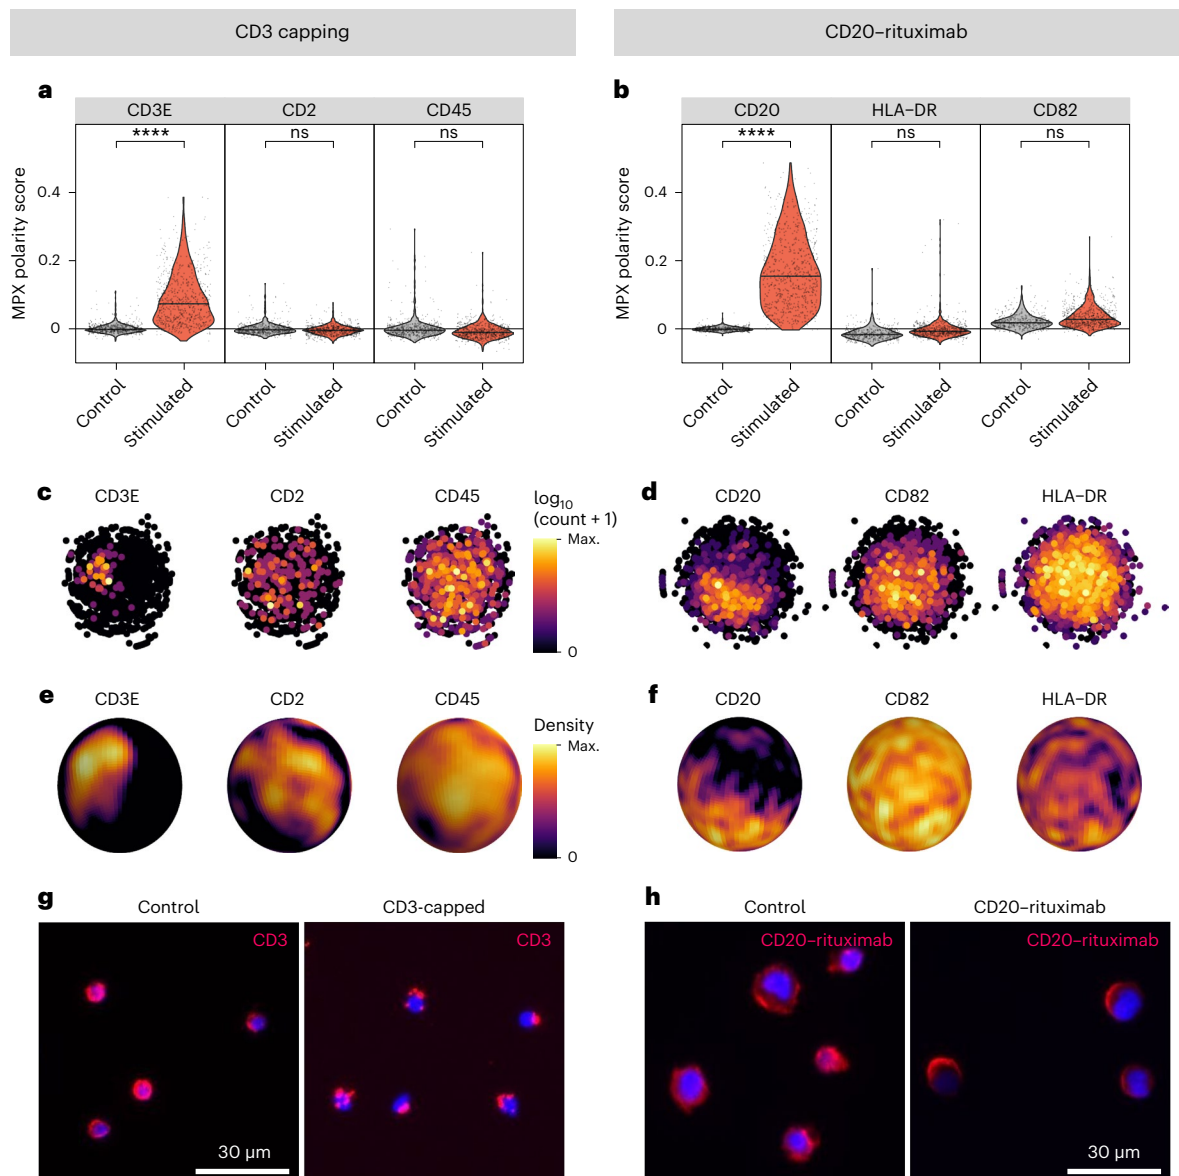 CD3 capping
CD20–rituximab
a
CD3E
CD2
CD45
****
ns
ns
MPX polarity score
0.4
0.2
0
Control
Stimulated
Control
Stimulated
Control
Stimulated
b
CD20
HLA–DR
CD82
****
ns
ns
MPX polarity score
0.4
0.2
0
Control
Stimulated
Control
Stimulated
Control
Stimulated
c
CD3E
CD2
CD45
log10
(count + 1)
Max.
0
d
CD20
CD82
HLA–DR
e
CD3E
CD2
CD45
Density
Max.
0
f
CD20
CD82
HLA–DR
g
Control
CD3-capped
CD3
CD3
30 µm
h
Control
CD20–rituximab
CD20–rituximab
CD20–rituximab
30 µm